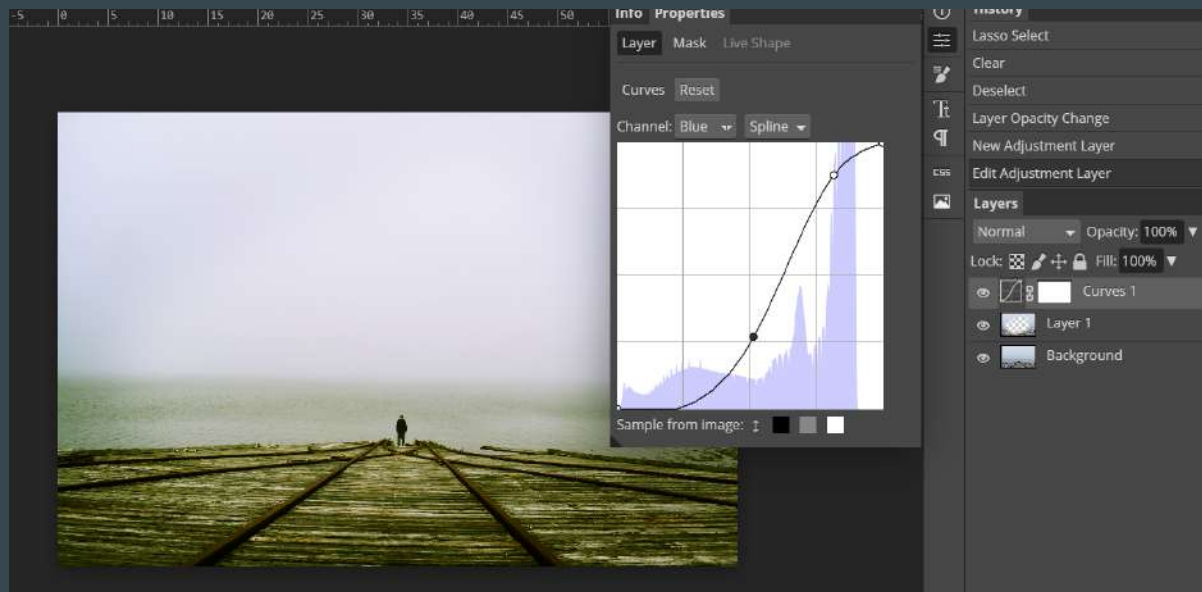 -5 0 5 10 15 20 25 30 35 40 45 50
Info Properties
Layer Mask Live Shape
Curves Reset
Channel: Blue Spline
Sample from image:
CSS
History
Lasso Select
Clear
Deselect
Layer Opacity Change
New Adjustment Layer
Edit Adjustment Layer
Layers
Normal Opacity: 100%
Lock: Fill: 100%
Curves 1
Layer 1
Background